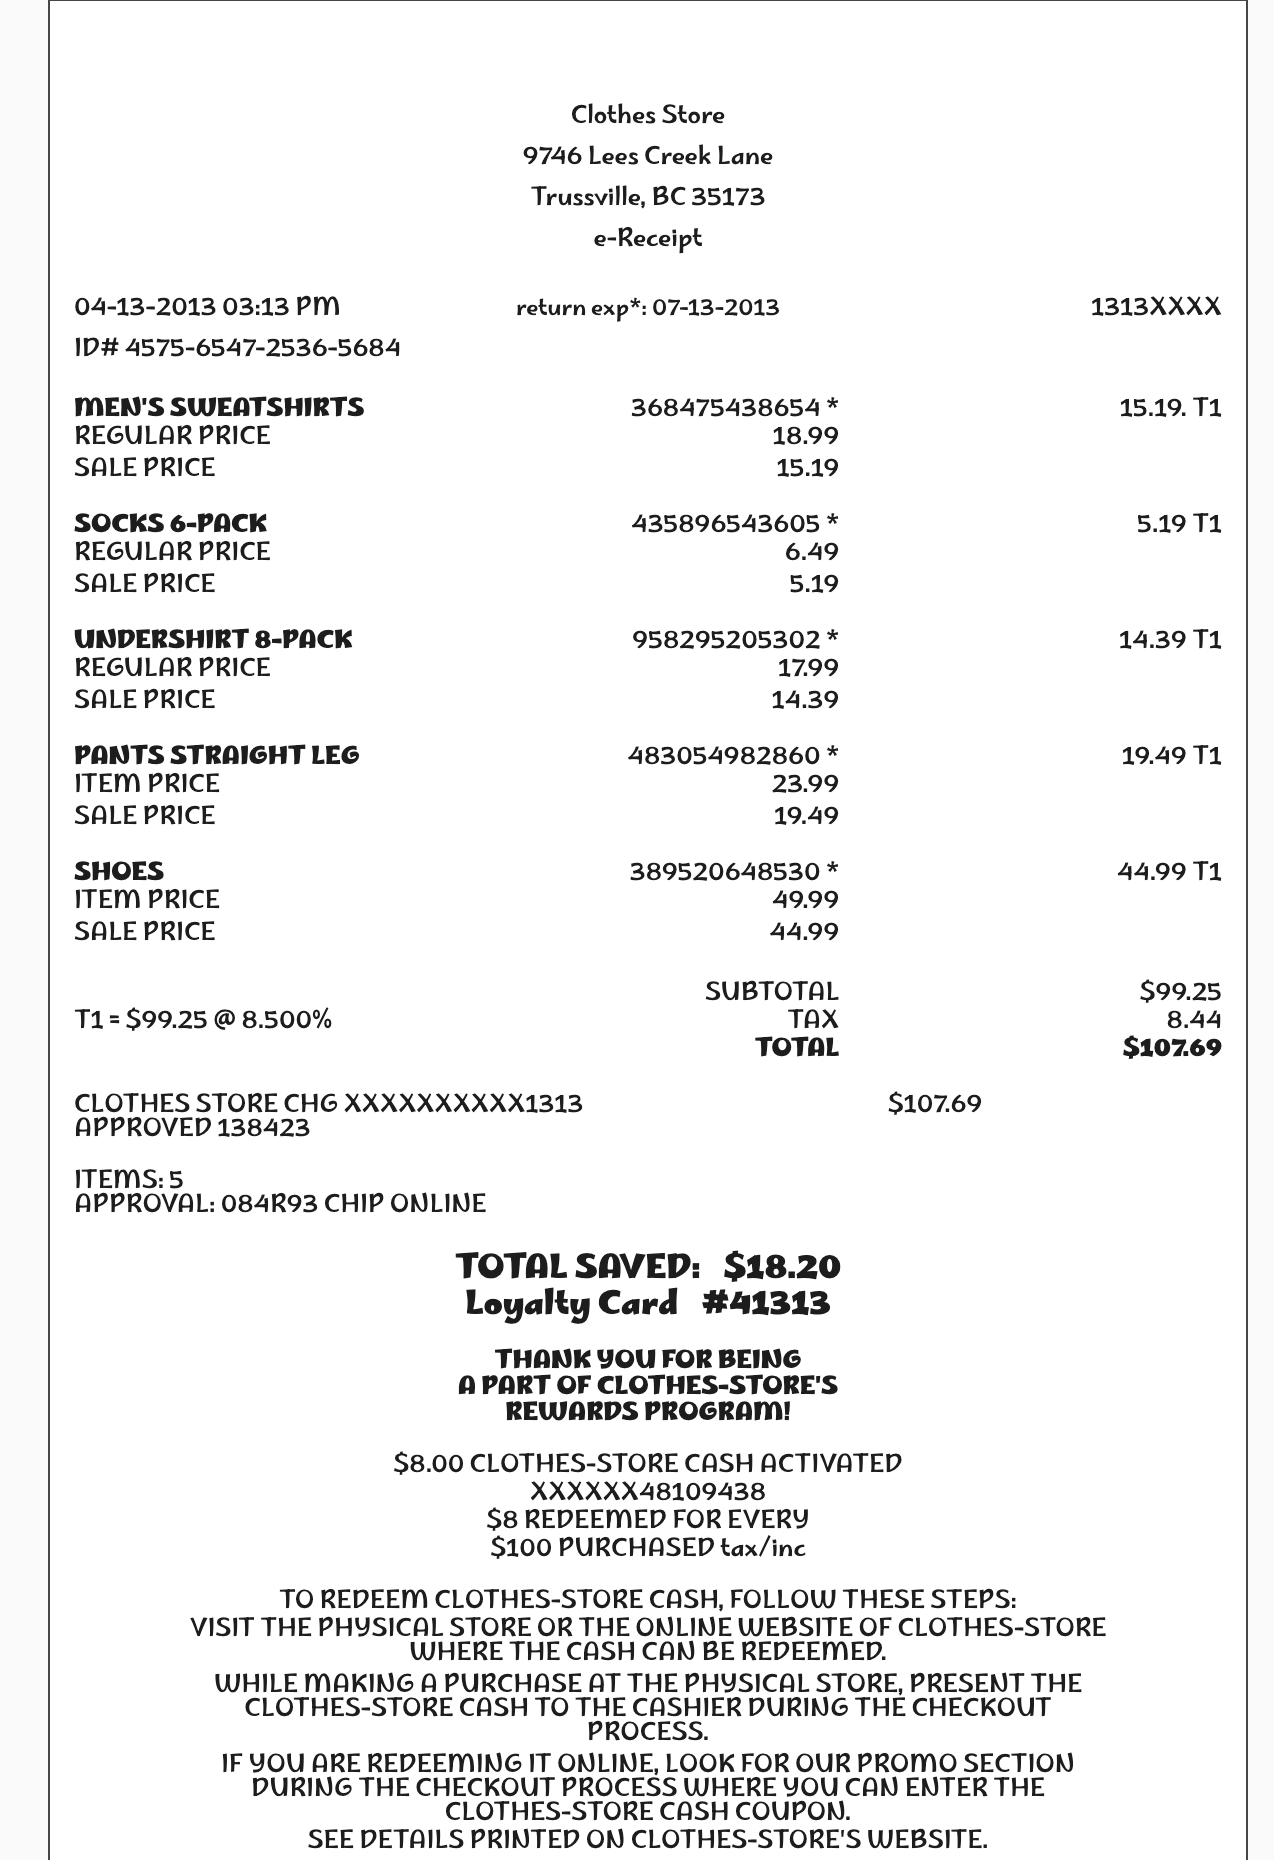 Clothes Store
9746 Lees Creek Lane
Trussville, BC 35173
e-Receipt
04-13-2013 03:13 PM return exp*: 07-13-2013 1313XXXX
ID# 4575-6547-2536-5684
MEN'S SWEATSHIRTS 368475438654 * 15.19. T1
REGULAR PRICE 18.99
SALE PRICE 15.19
SOCKS 6-PACK 435896543605 * 5.19 T1
REGULAR PRICE 6.49
SALE PRICE 5.19
UNDERSHIRT 8-PACK 958295205302 * 14.39 T1
REGULAR PRICE 17.99
SALE PRICE 14.39
PANTS STRAIGHT LEG 483054982860 * 19.49 T1
ITEM PRICE 23.99
SALE PRICE 19.49
SHOES 389520648530 * 44.99 T1
ITEM PRICE 49.99
SALE PRICE 44.99
SUBTOTAL $99.25
T1 = $99.25 @ 8.500% TAX 8.44
TOTAL $107.69
CLOTHES STORE CHG XXXXXXXXXX1313 $107.69
APPROVED 138423
ITEMS: 5
APPROVAL: 084R93 CHIP ONLINE
TOTAL SAVED: $18.20
Loyalty Card #41313
THANK YOU FOR BEING
A PART OF CLOTHES-STORE'S
REWARDS PROGRAM!
$8.00 CLOTHES-STORE CASH ACTIVATED
XXXXXX48109438
$8 REDEEMED FOR EVERY
$100 PURCHASED tax/inc
TO REDEEM CLOTHES-STORE CASH, FOLLOW THESE STEPS:
VISIT THE PHYSICAL STORE OR THE ONLINE WEBSITE OF CLOTHES-STORE
WHERE THE CASH CAN BE REDEEMED.
WHILE MAKING A PURCHASE AT THE PHYSICAL STORE, PRESENT THE
CLOTHES-STORE CASH TO THE CASHIER DURING THE CHECKOUT
PROCESS.
IF YOU ARE REDEEMING IT ONLINE, LOOK FOR OUR PROMO SECTION
DURING THE CHECKOUT PROCESS WHERE YOU CAN ENTER THE
CLOTHES-STORE CASH COUPON.
SEE DETAILS PRINTED ON CLOTHES-STORE'S WEBSITE.